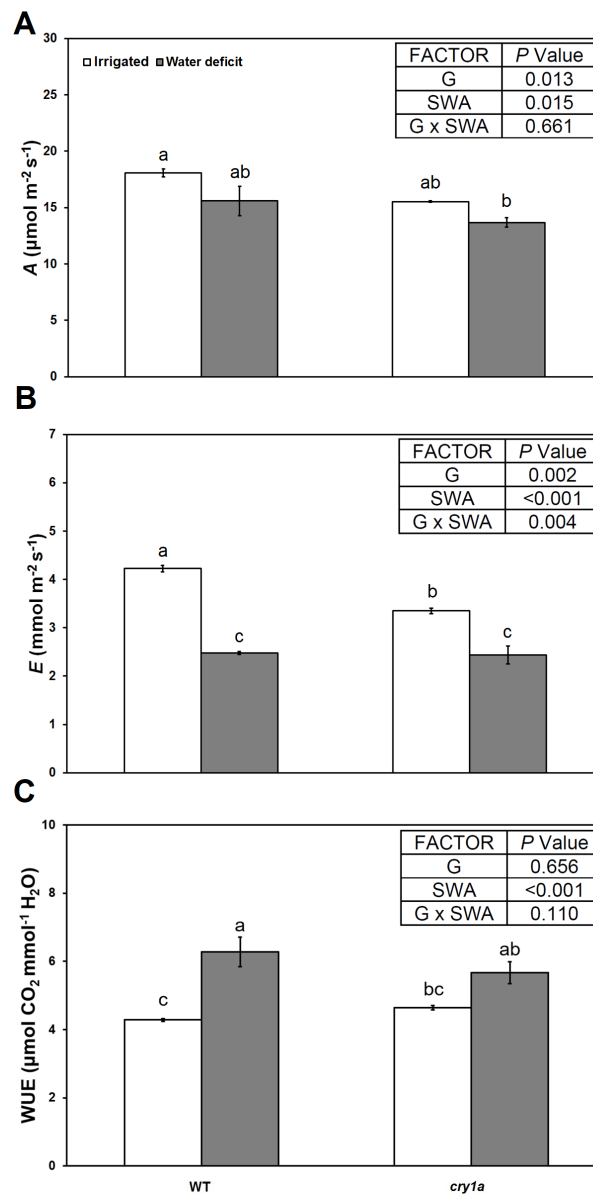 A
30
25
20
15
10
5
0
A (µmol m-2 s-1)
Irrigated Water deficit
FACTOR P Value
G 0.013
SWA 0.015
G x SWA 0.661
a ab ab b
B
7
6
5
4
3
2
1
0
E (mmol m-2 s-1)
FACTOR P Value
G 0.002
SWA <0.001
G x SWA 0.004
a c b c
C
10
8
6
4
2
0
WUE (µmol CO2 mmol-1 H2O)
FACTOR P Value
G 0.656
SWA <0.001
G x SWA 0.110
c a bc ab
WT cry1a